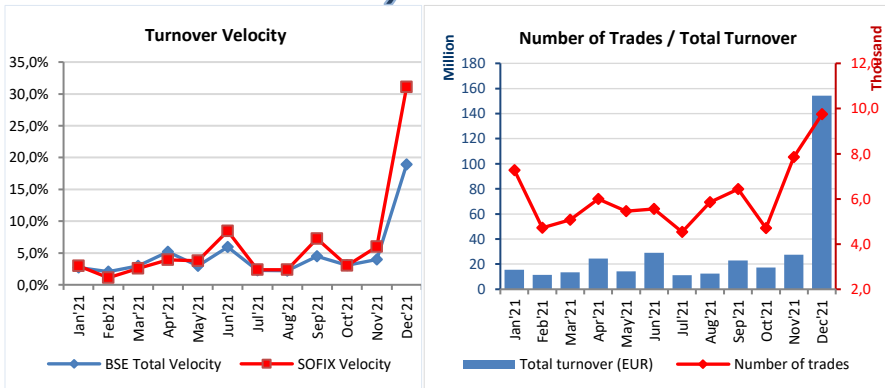 Turnover Velocity
35,0%
30,0%
25,0%
20,0%
15,0%
10,0%
5,0%
0,0%
Jan'21
Feb'21
Mar'21
Apr'21
May'21
Jun'21
Jul'21
Aug'21
Sep'21
Oct'21
Nov'21
Dec'21
BSE Total Velocity
SOFIX Velocity
Number of Trades / Total Turnover
Million
180
160
140
120
100
80
60
40
20
0
Thousand
12,0
10,0
8,0
6,0
4,0
2,0
Jan'21
Feb'21
Mar'21
Apr'21
May'21
Jun'21
Jul'21
Aug'21
Sep'21
Oct'21
Nov'21
Dec'21
Total turnover (EUR)
Number of trades